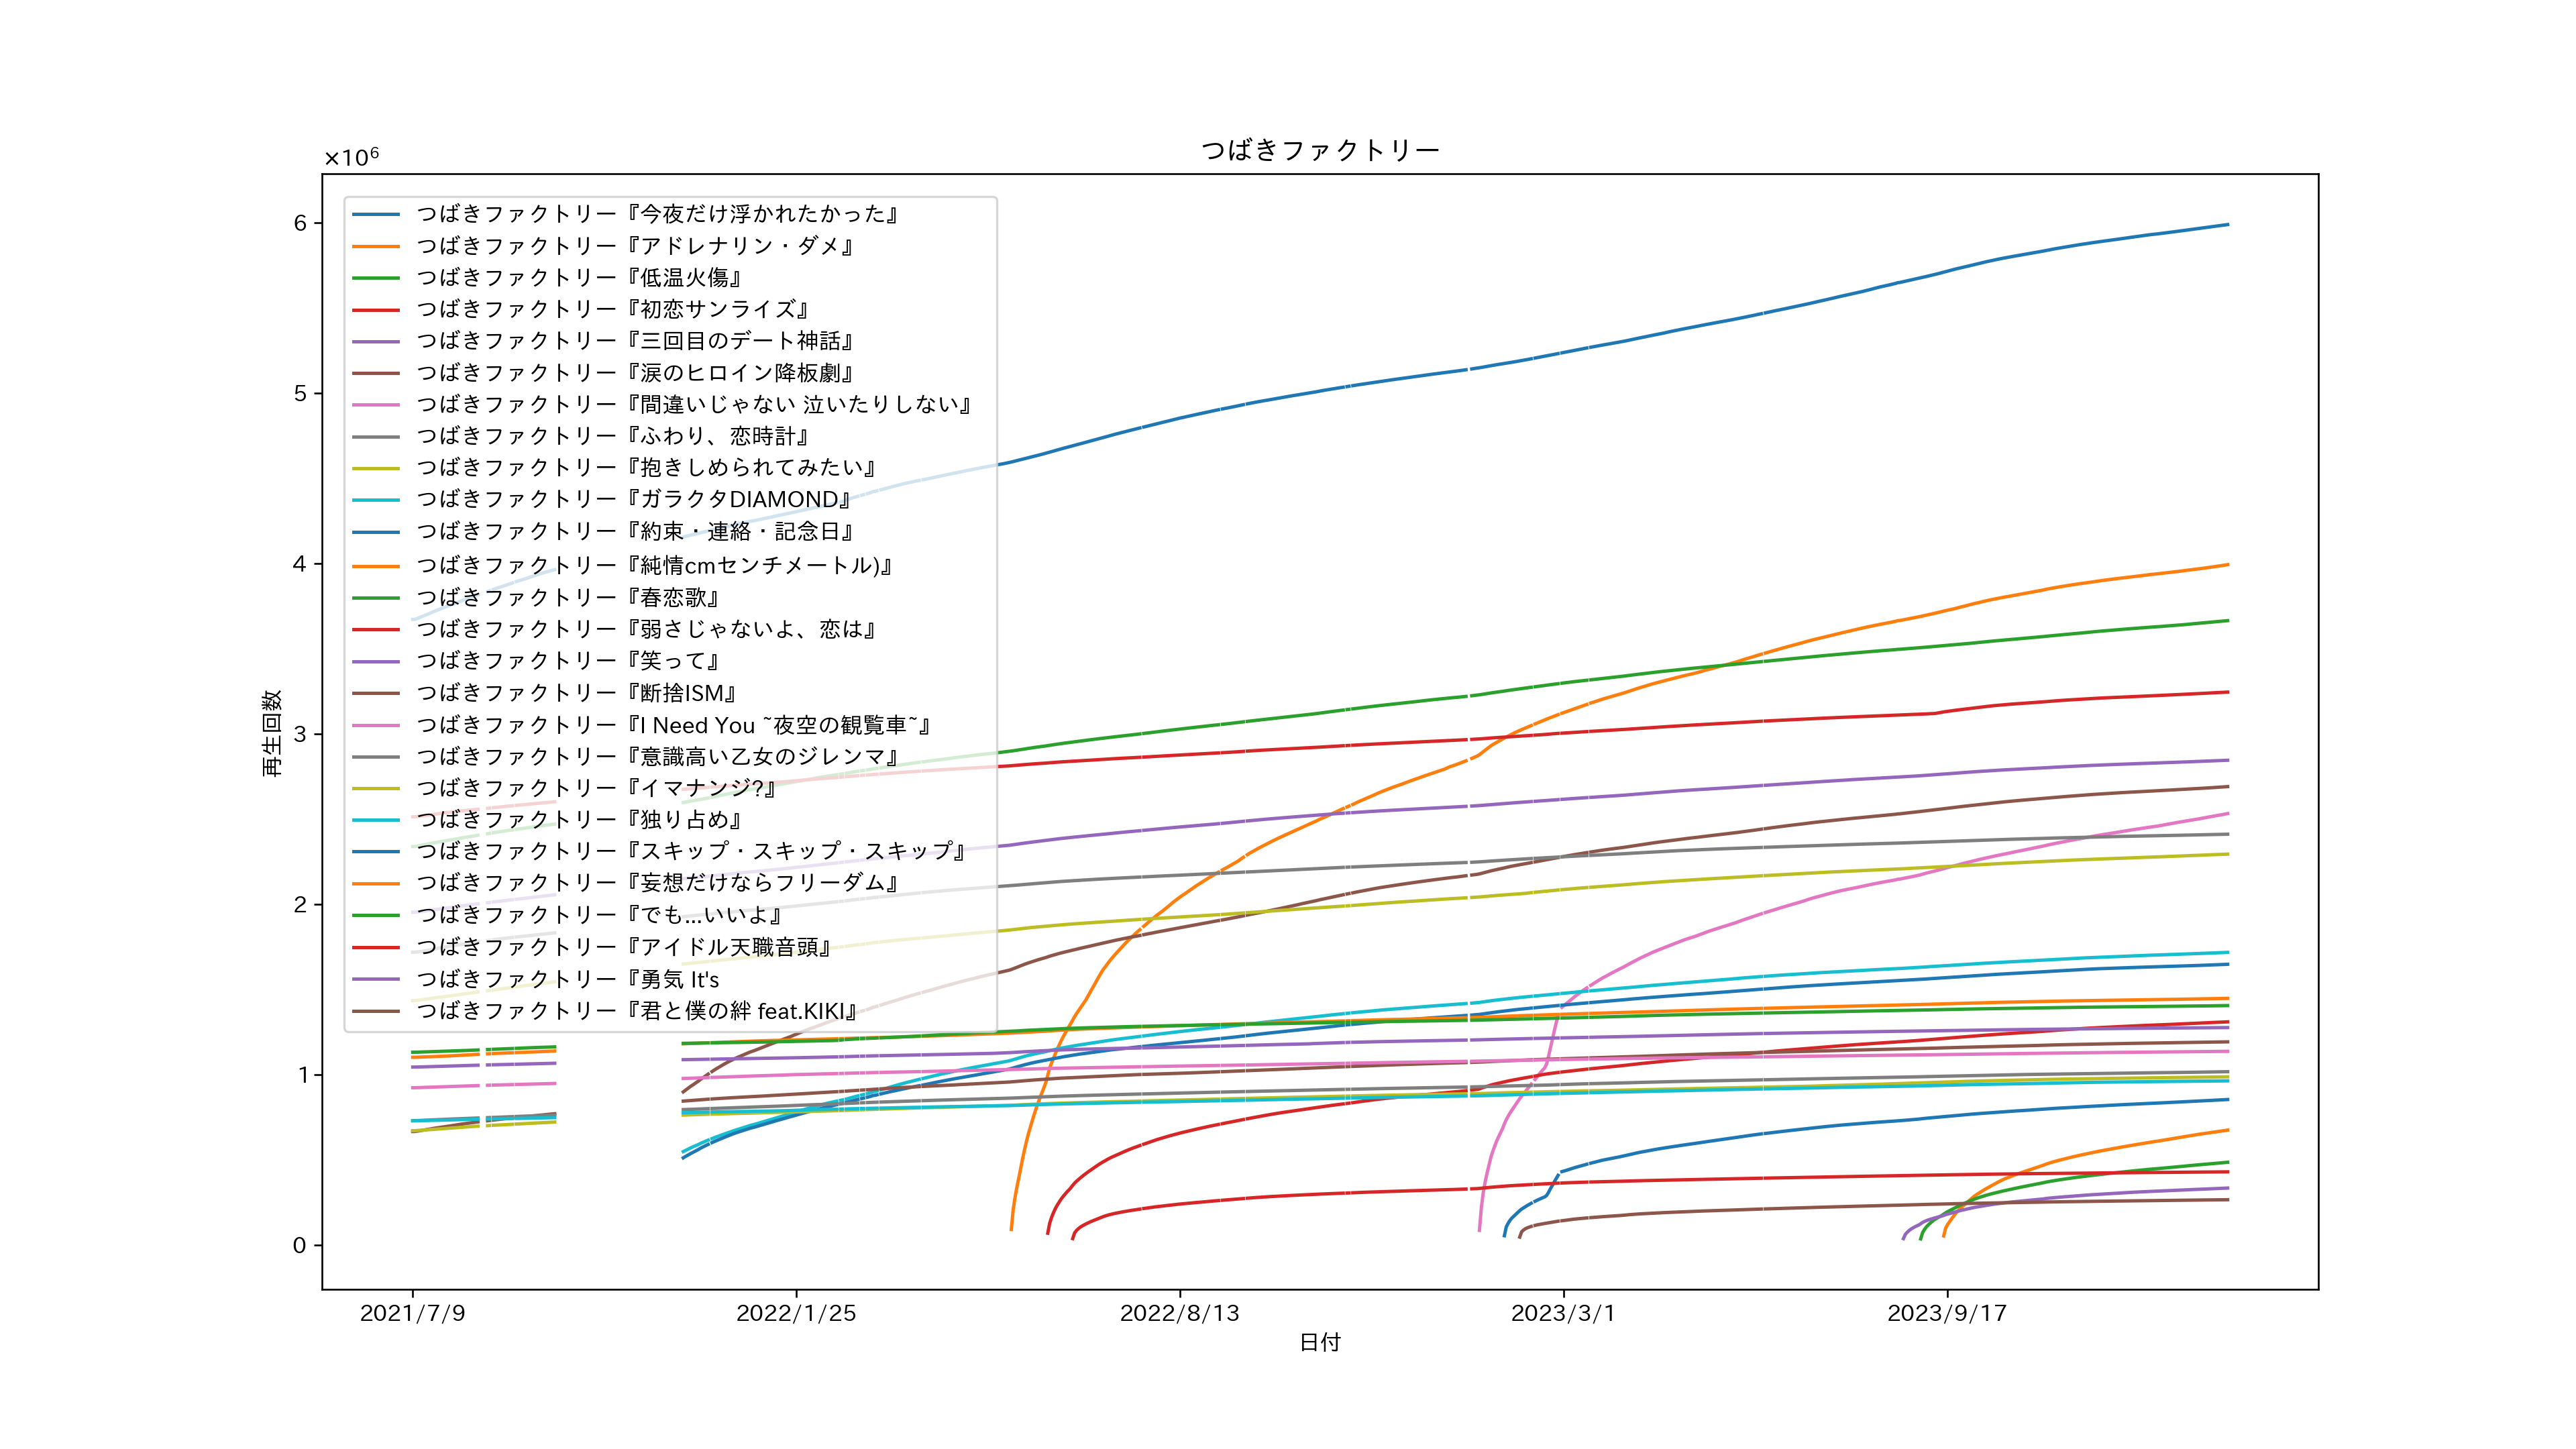 つばきファクトリー
×10⁶
つばきファクトリー『今夜だけ浮かれたかった』
つばきファクトリー『アドレナリン・ダメ』
つばきファクトリー『低温火傷』
つばきファクトリー『初恋サンライズ』
つばきファクトリー『三回目のデート神話』
つばきファクトリー『涙のヒロイン降板劇』
つばきファクトリー『間違いじゃない 泣いたりしない』
つばきファクトリー『ふわり、恋時計』
つばきファクトリー『抱きしめられてみたい』
つばきファクトリー『ガラクタDIAMOND』
つばきファクトリー『約束・連絡・記念日』
つばきファクトリー『純情cmセンチメートル)』
つばきファクトリー『春恋歌』
つばきファクトリー『弱さじゃないよ、恋は』
つばきファクトリー『笑って』
つばきファクトリー『断捨ISM』
つばきファクトリー『I Need You ~夜空の観覧車~』
つばきファクトリー『意識高い乙女のジレンマ』
つばきファクトリー『イマナンジ?』
つばきファクトリー『独り占め』
つばきファクトリー『スキップ・スキップ・スキップ』
つばきファクトリー『妄想だけならフリーダム』
つばきファクトリー『でも...いいよ』
つばきファクトリー『アイドル天職音頭』
つばきファクトリー『勇気 It's
つばきファクトリー『君と僕の絆 feat.KIKI』
6
5
4
3
2
1
0
再生回数
2021/7/9
2022/1/25
2022/8/13
2023/3/1
2023/9/17
日付